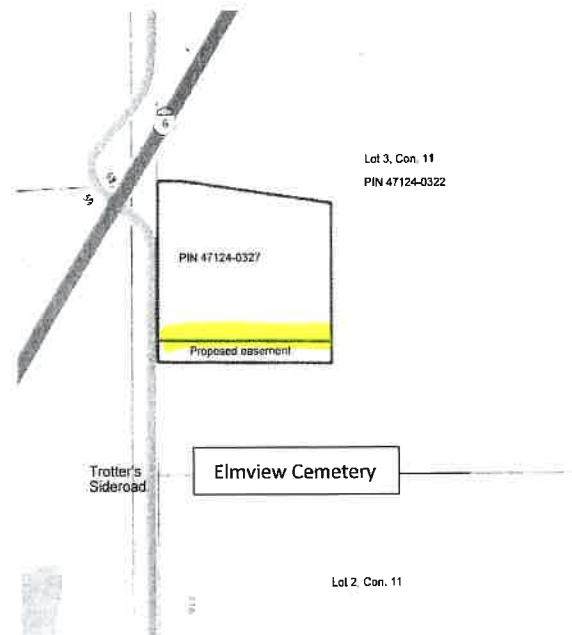 6
Lot 3, Con. 11
PIN 47124-0322
PIN 47124-0327
Proposed easement
Trotter's
Sideroad
Elmview Cemetery
Lot 2, Con. 11